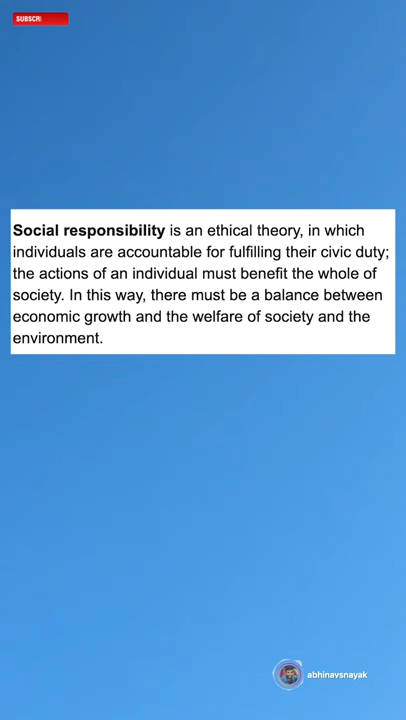 SUBSCRI
Social responsibility is an ethical theory, in which
individuals are accountable for fulfilling their civic duty;
the actions of an individual must benefit the whole of
society. In this way, there must be a balance between
economic growth and the welfare of society and the
environment.
abhinavsnayak